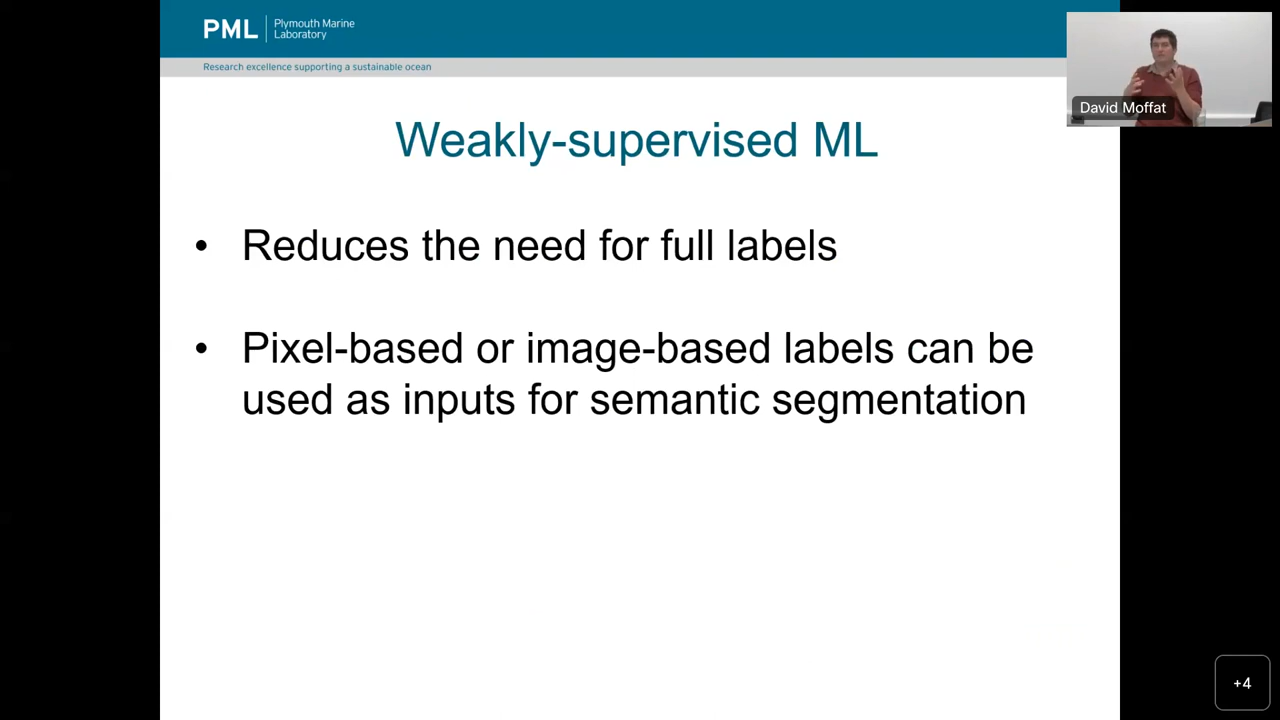 PML | Plymouth Marine
Laboratory
Research excellence supporting a sustainable ocean
David Moffat
Weakly-supervised ML
• Reduces the need for full labels
• Pixel-based or image-based labels can be
used as inputs for semantic segmentation
+4